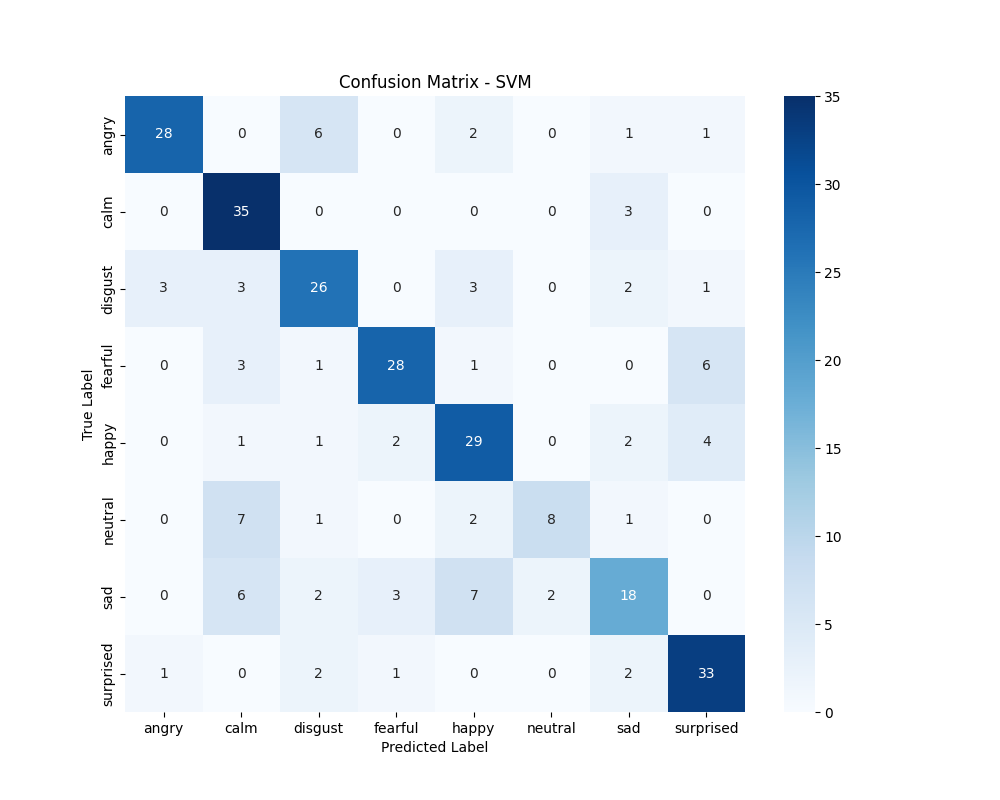 Confusion Matrix - SVM
True Label
angry 28 0 6 0 2 0 1 1
calm 0 35 0 0 0 0 3 0
disgust 3 3 26 0 3 0 2 1
fearful 0 3 1 28 1 0 0 6
happy 0 1 1 2 29 0 2 4
neutral 0 7 1 0 2 8 1 0
sad 0 6 2 3 7 2 18 0
surprised 1 0 2 1 0 0 2 33
angry calm disgust fearful happy neutral sad surprised
Predicted Label
35
30
25
20
15
10
5
0